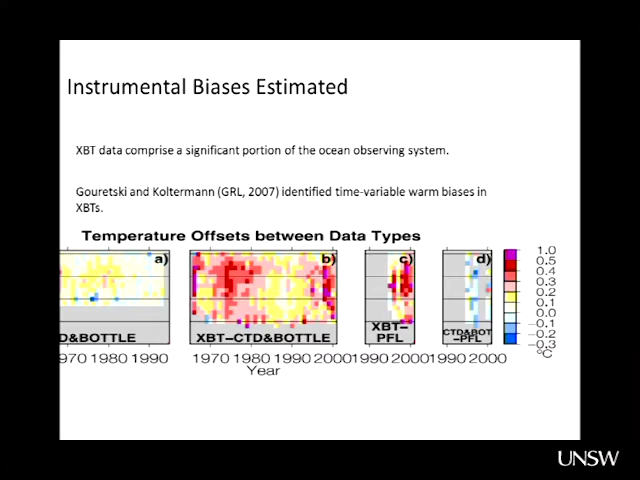 Instrumental Biases Estimated
XBT data comprise a significant portion of the ocean observing system.
Gouretski and Koltermann (GRL, 2007) identified time-variable warm biases in
XBTs.
Temperature Offsets between Data Types
a) b) c) d)
1.0
0.5
0.4
0.3
0.2
0.1
0.0
−0.1
−0.2
−0.3
°C
D&BOTTLE XBT−CTD&BOTTLE XBT−PFL CTD&BOT−PFL
970 1980 1990 1970 1980 1990 2000 1990 2000 1990 2000
Year
UNSW